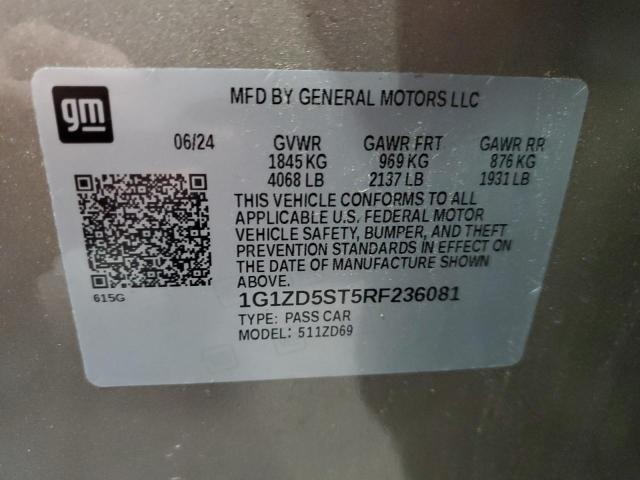 gm
MFD BY GENERAL MOTORS LLC
06/24 GVWR GAWR FRT GAWR RR
1845 KG 969 KG 876 KG
4068 LB 2137 LB 1931 LB
THIS VEHICLE CONFORMS TO ALL
APPLICABLE U.S. FEDERAL MOTOR
VEHICLE SAFETY, BUMPER, AND THEFT
PREVENTION STANDARDS IN EFFECT ON
THE DATE OF MANUFACTURE SHOWN
ABOVE.
615G
1G1ZD5ST5RF236081
TYPE: PASS CAR
MODEL: 511ZD69